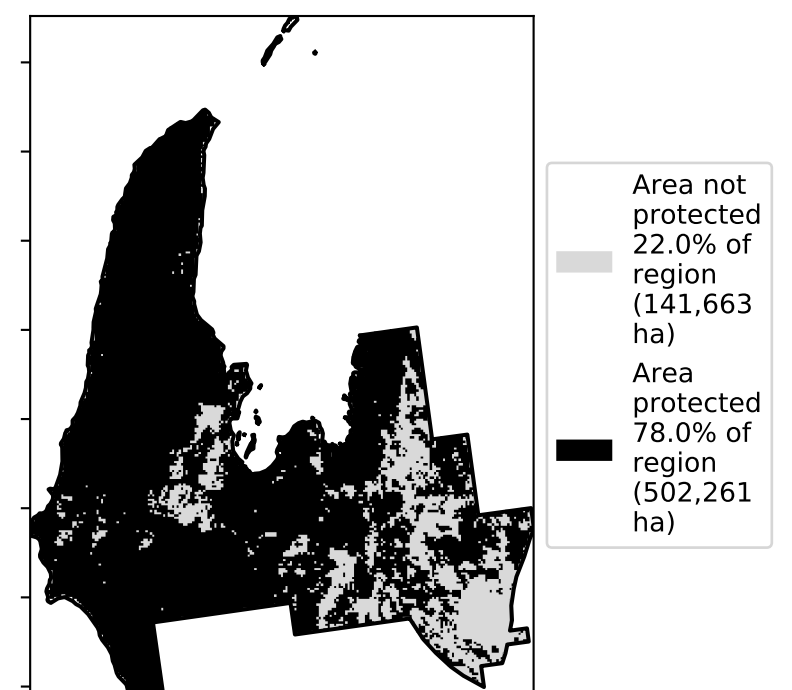 Area not
protected
22.0% of
region
(141,663
ha)
Area
protected
78.0% of
region
(502,261
ha)